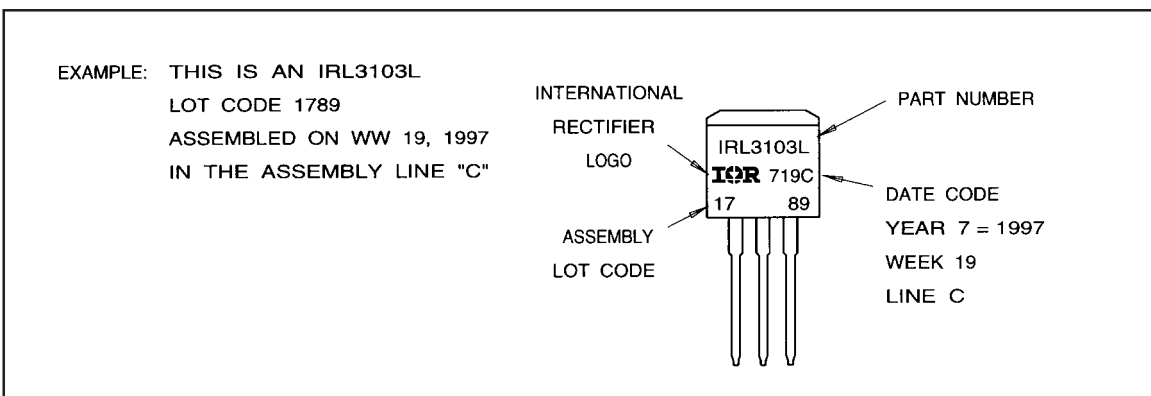 EXAMPLE: THIS IS AN IRL3103L
LOT CODE 1789
ASSEMBLED ON WW 19, 1997
IN THE ASSEMBLY LINE "C"
INTERNATIONAL
RECTIFIER
LOGO
PART NUMBER
IRL3103L
IOR 719C
17 89
ASSEMBLY
LOT CODE
DATE CODE
YEAR 7 = 1997
WEEK 19
LINE C